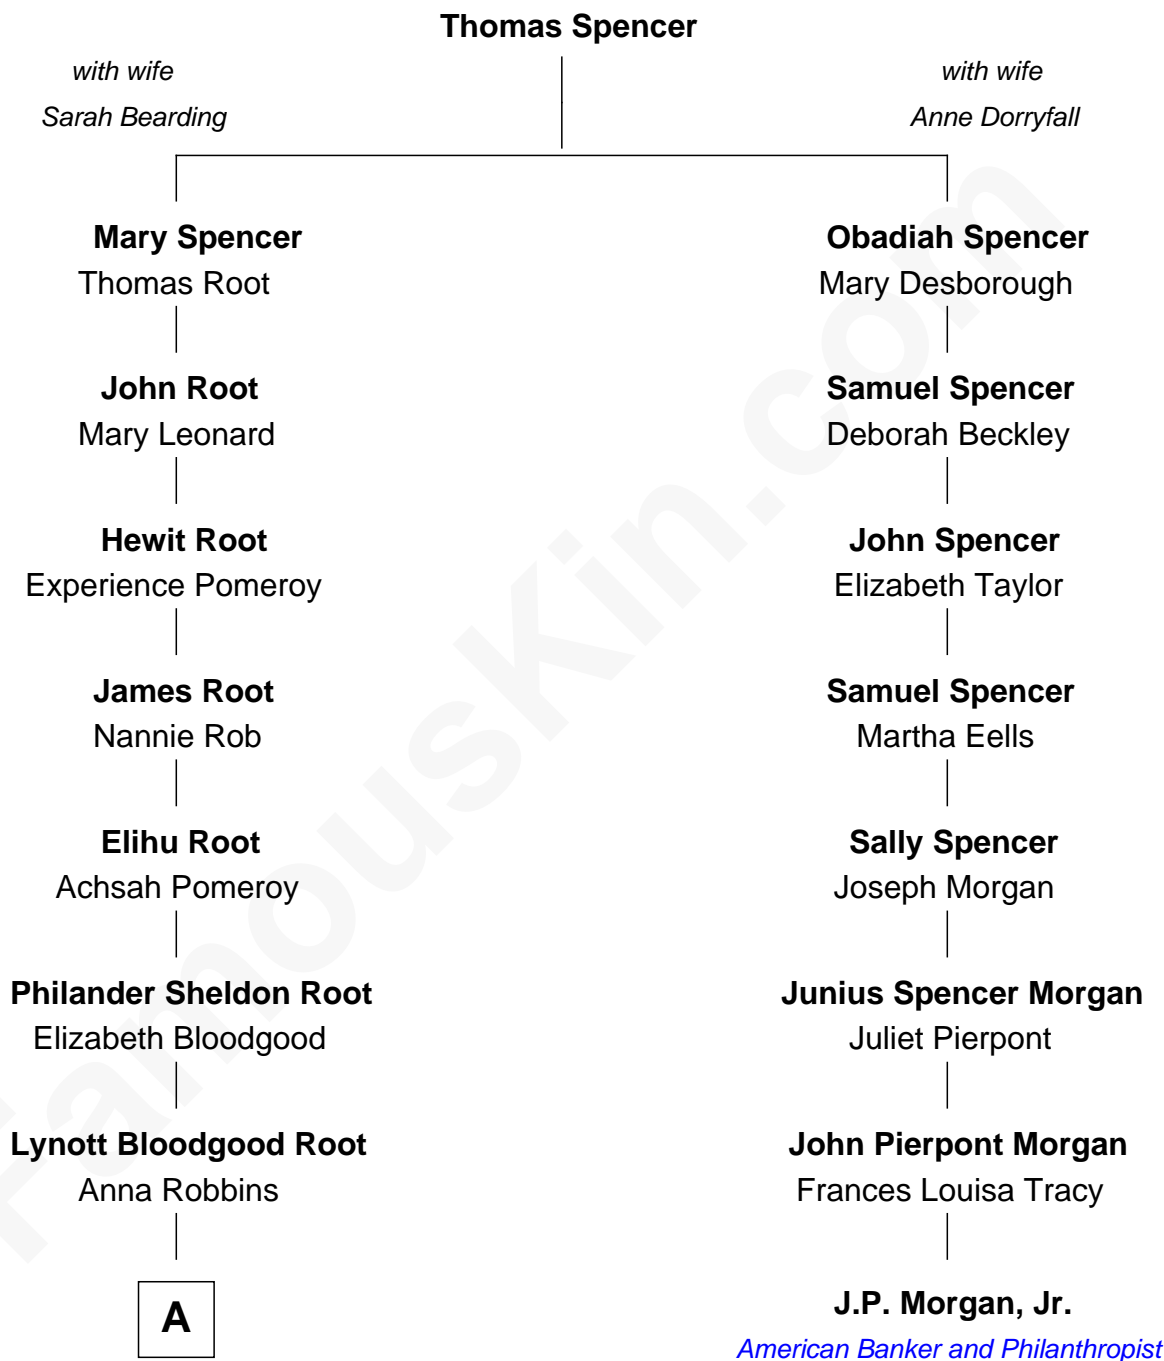 Thomas Spencer
with wife
Sarah Bearding
with wife
Anne Dorryfall
Mary Spencer
Thomas Root
Obadiah Spencer
Mary Desborough
John Root
Mary Leonard
Samuel Spencer
Deborah Beckley
Hewit Root
Experience Pomeroy
John Spencer
Elizabeth Taylor
James Root
Nannie Rob
Samuel Spencer
Martha Eells
Elihu Root
Achsah Pomeroy
Sally Spencer
Joseph Morgan
Philander Sheldon Root
Elizabeth Bloodgood
Junius Spencer Morgan
Juliet Pierpont
Lynott Bloodgood Root
Anna Robbins
John Pierpont Morgan
Frances Louisa Tracy
A
J.P. Morgan, Jr.
American Banker and Philanthropist
FamousKin.com